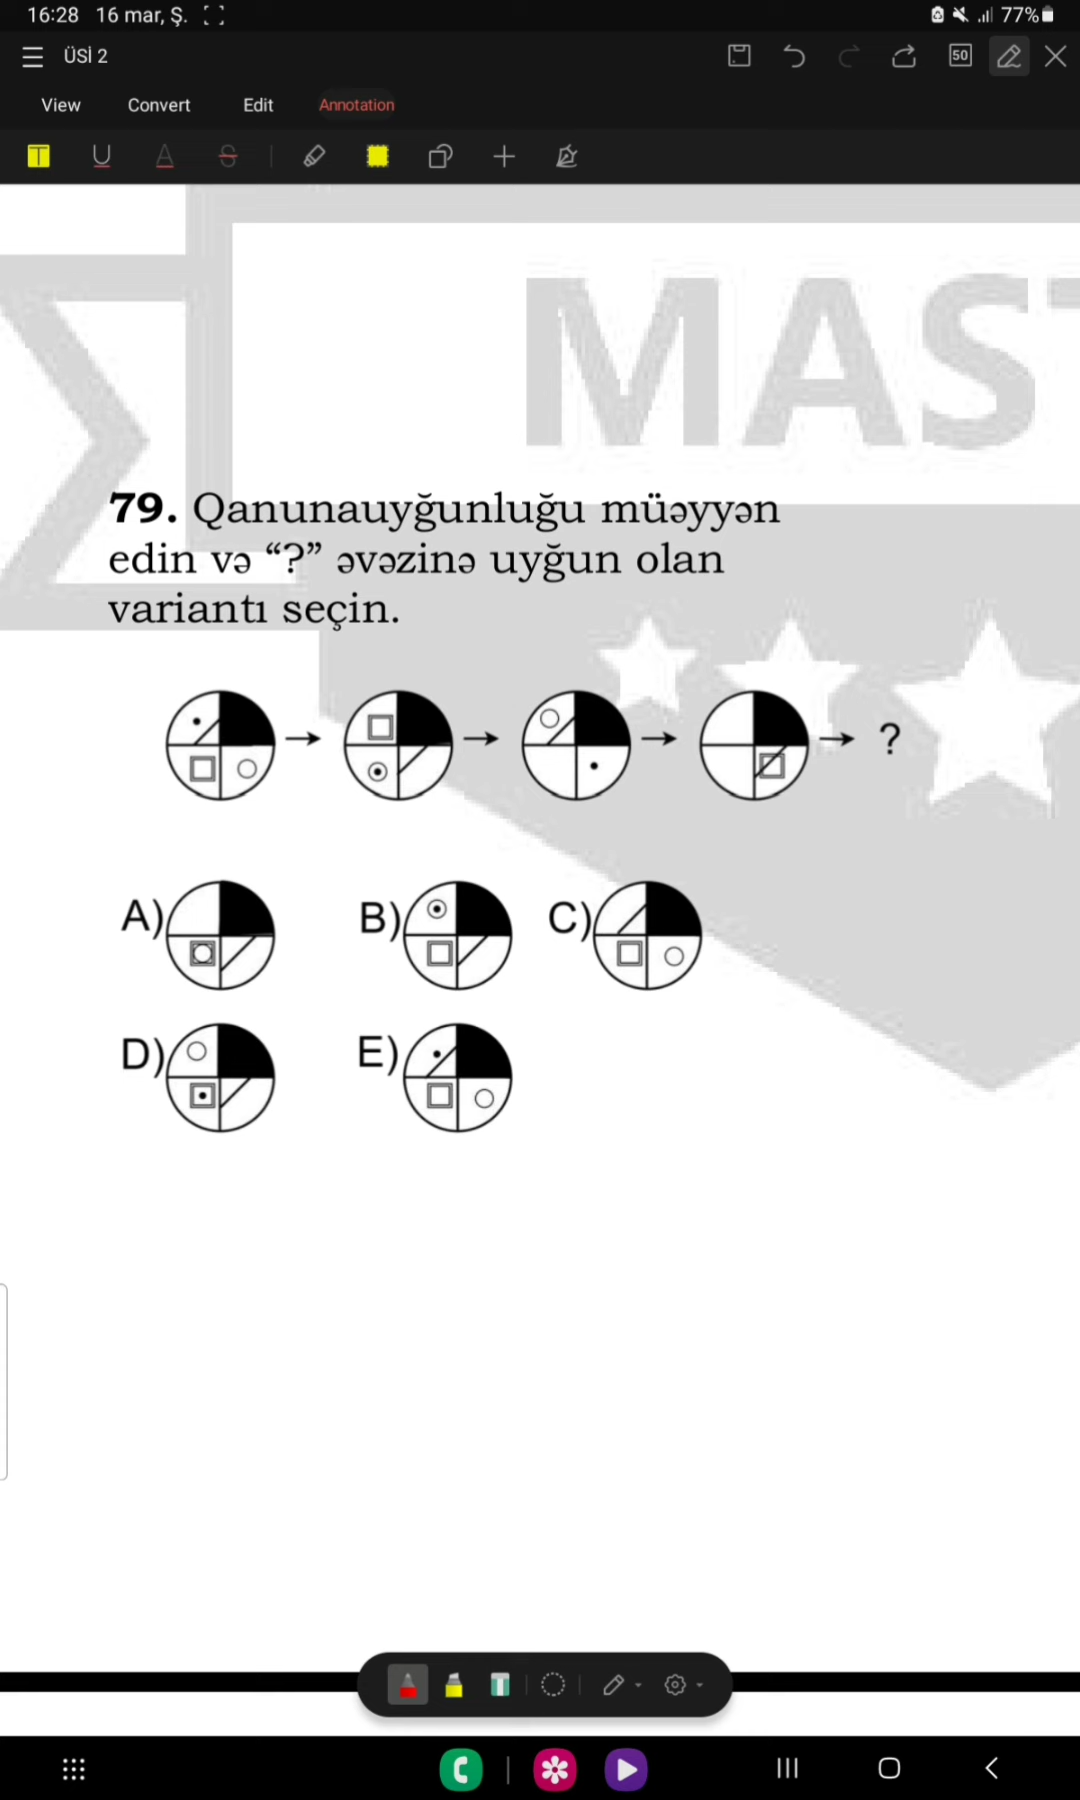 16:28 16 mar, Ş. 77%
ÜSİ 2 50
View Convert Edit Annotation
T U A S
MAST
79. Qanunauyğunluğu müəyyən
edin və “?” əvəzinə uyğun olan
variantı seçin.
?
A) B) C)
D) E)